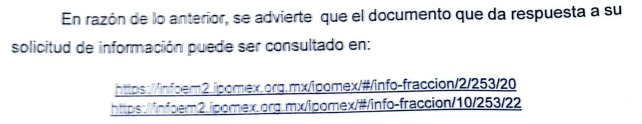 En razón de lo anterior, se advierte que el documento que da respuesta a su
solicitud de información puede ser consultado en:
https://infoem2.ipomex.org.mx/ipomex/#/info-fraccion/2/253/20
https://infoem2.ipomex.org.mx/ipomex/#/info-fraccion/10/253/22